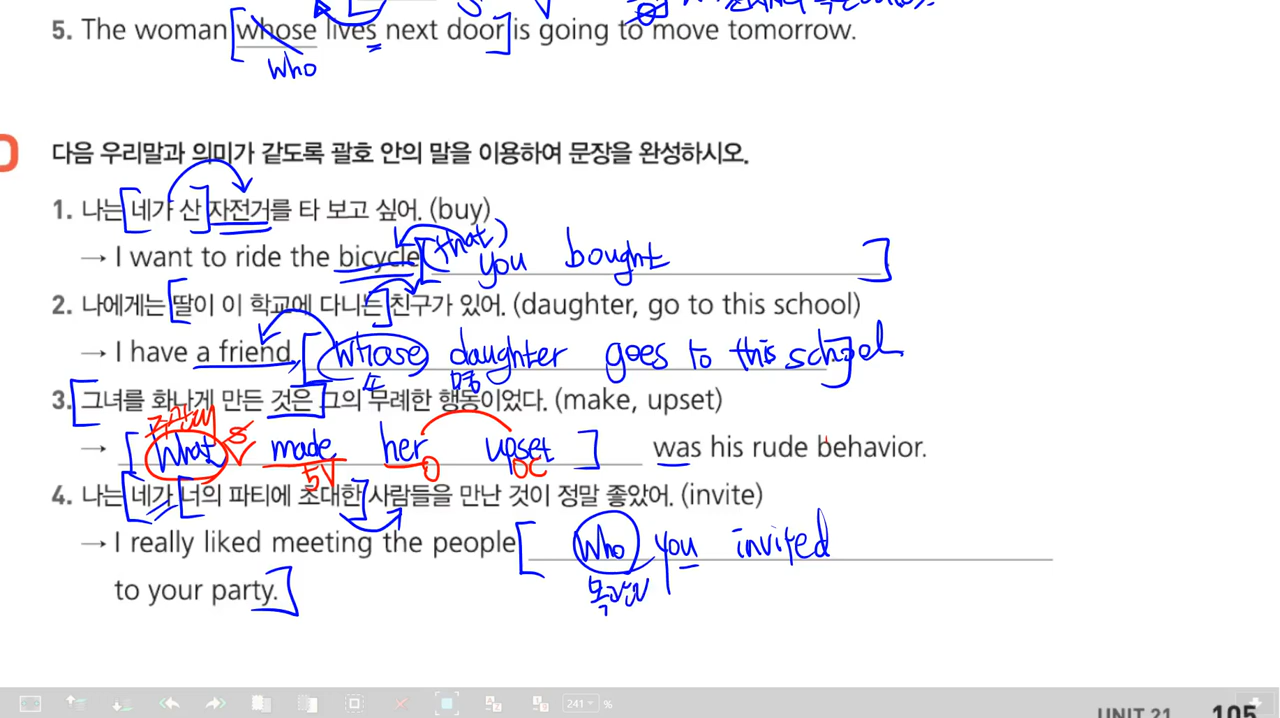 5. The woman whose lives next door is going to move tomorrow.
who
다음 우리말과 의미가 같도록 괄호 안의 말을 이용하여 문장을 완성하시오.
1. 나는 네가 산 자전거를 타 보고 싶어. (buy)
→ I want to ride the bicycle (that) you bought
2. 나에게는 딸이 이 학교에 다니는 친구가 있어. (daughter, go to this school)
→ I have a friend whose daughter goes to this school
소 명
3. 그녀를 화나게 만든 것은 그의 무례한 행동이었다. (make, upset)
→ What S V made her upset was his rude behavior.
5V O OC
4. 나는 네가 너의 파티에 초대한 사람들을 만난 것이 정말 좋았어. (invite)
→ I really liked meeting the people who you invited
to your party.
241 %
UNIT 21 105